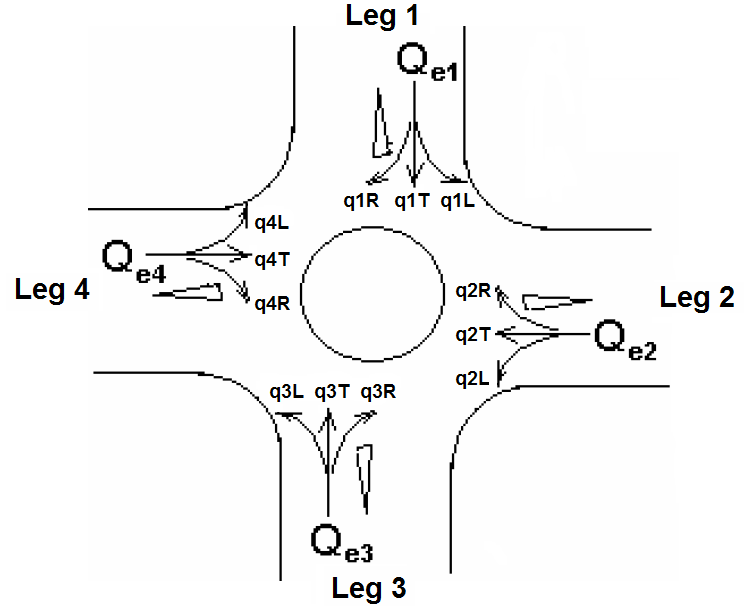 Leg 1
Qe1
q1R q1T q1L
q4L
Qe4
q4T
q4R
Leg 4
q2R
Leg 2
q2T
Qe2
q2L
q3L q3T q3R
Qe3
Leg 3